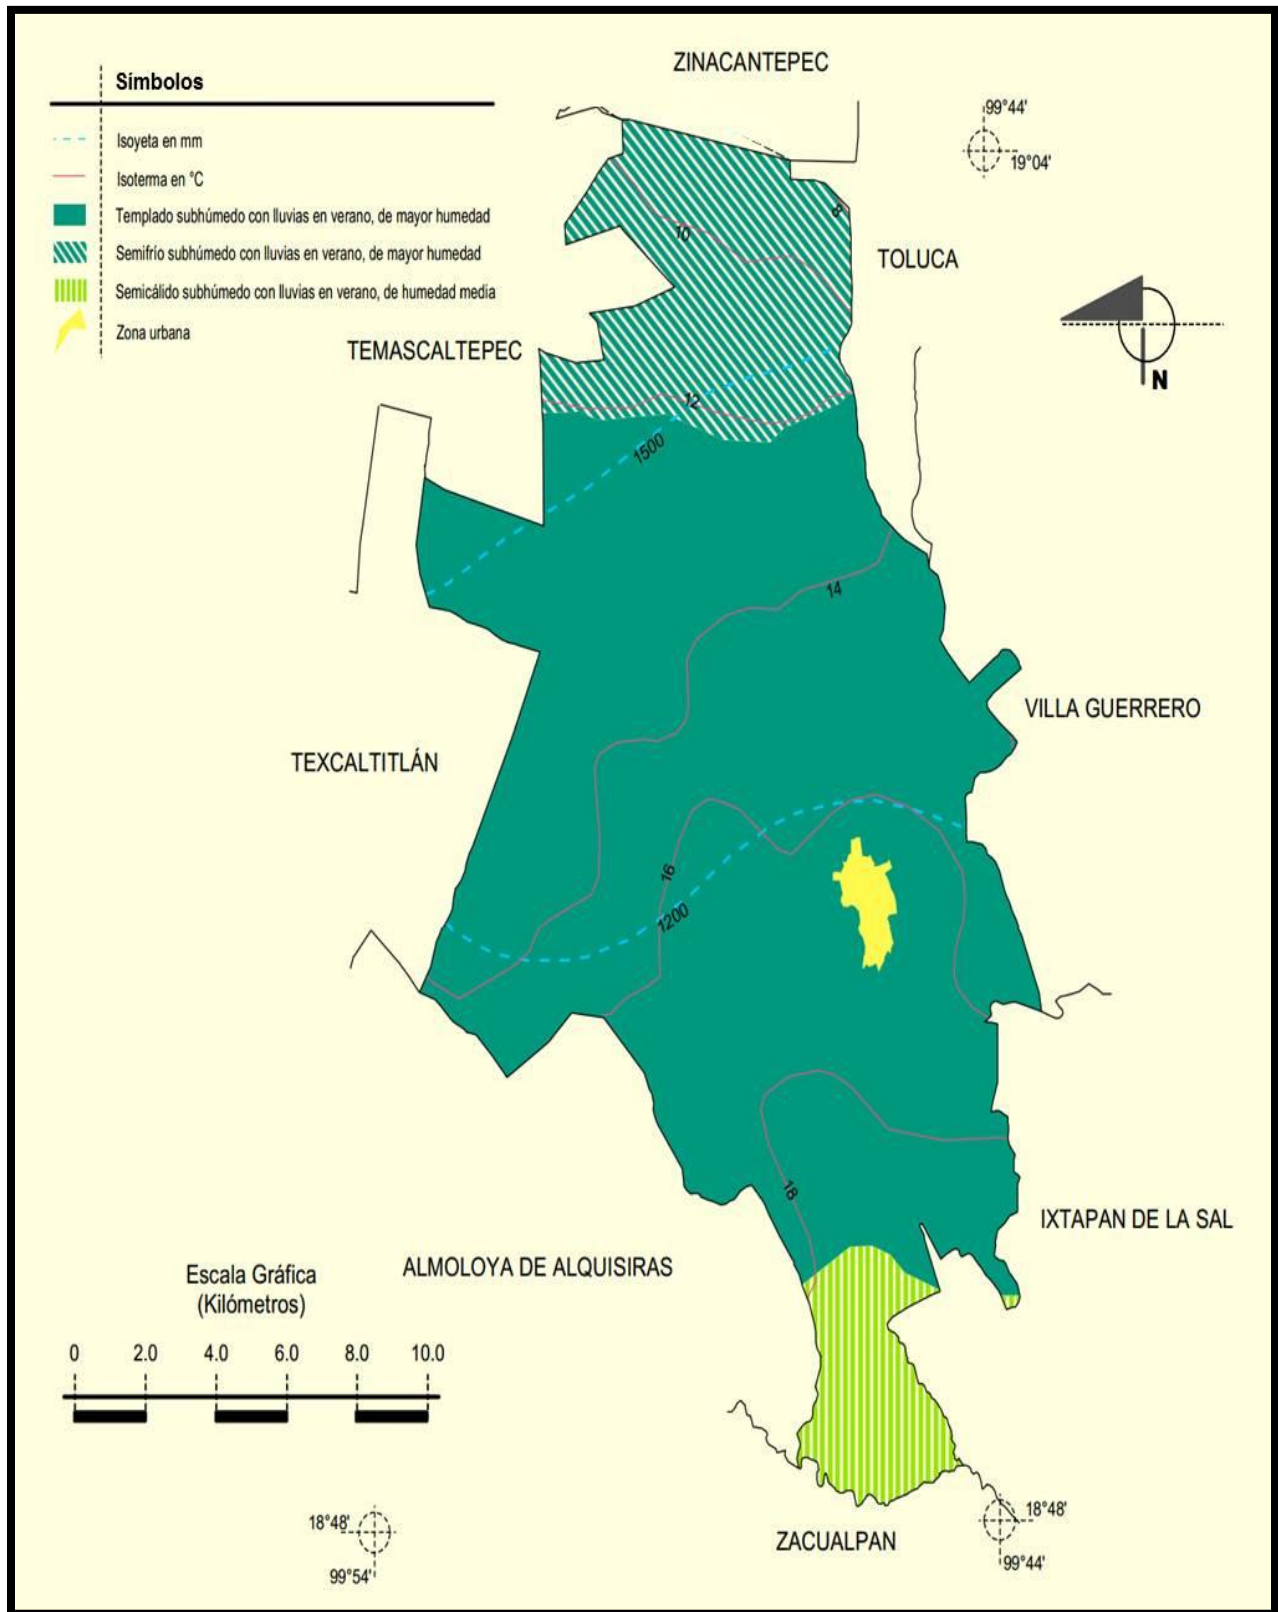 ZINACANTEPEC
Símbolos
99°44'
19°04'
Isoyeta en mm
Isoterma en °C
Templado subhúmedo con lluvias en verano, de mayor humedad
Semifrío subhúmedo con lluvias en verano, de mayor humedad
Semicálido subhúmedo con lluvias en verano, de humedad media
Zona urbana
8
10
TOLUCA
TEMASCALTEPEC
N
12
1500
14
VILLA GUERRERO
TEXCALTITLÁN
16
1200
18
IXTAPAN DE LA SAL
ALMOLOYA DE ALQUISIRAS
Escala Gráfica
(Kilómetros)
0 2.0 4.0 6.0 8.0 10.0
18°48'
99°54'
18°48'
99°44'
ZACUALPAN